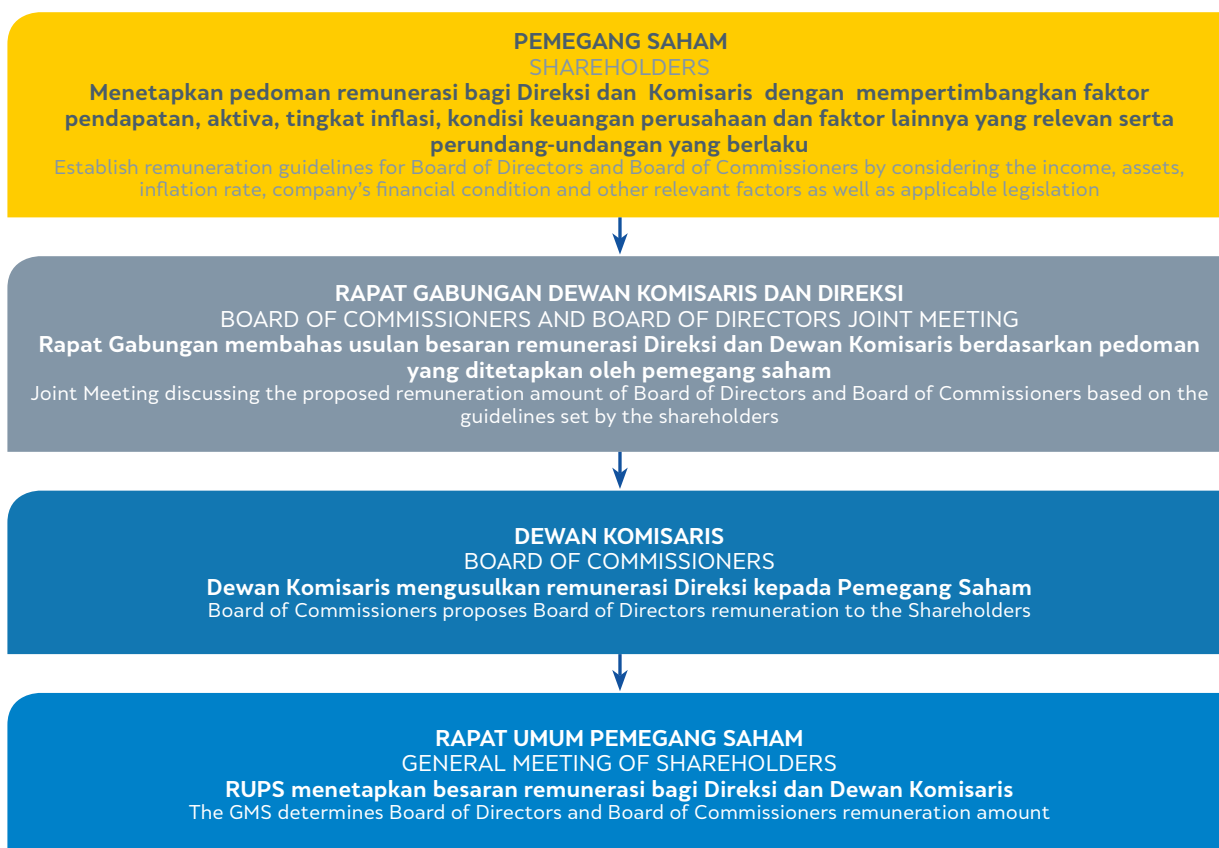 PEMEGANG SAHAM
SHAREHOLDERS
Menetapkan pedoman remunerasi bagi Direksi dan Komisaris dengan mempertimbangkan faktor
pendapatan, aktiva, tingkat inflasi, kondisi keuangan perusahaan dan faktor lainnya yang relevan serta
perundang-undangan yang berlaku
Establish remuneration guidelines for Board of Directors and Board of Commissioners by considering the income, assets,
inflation rate, company's financial condition and other relevant factors as well as applicable legislation
RAPAT GABUNGAN DEWAN KOMISARIS DAN DIREKSI
BOARD OF COMMISSIONERS AND BOARD OF DIRECTORS JOINT MEETING
Rapat Gabungan membahas usulan besaran remunerasi Direksi dan Dewan Komisaris berdasarkan pedoman
yang ditetapkan oleh pemegang saham
Joint Meeting discussing the proposed remuneration amount of Board of Directors and Board of Commissioners based on the
guidelines set by the shareholders
DEWAN KOMISARIS
BOARD OF COMMISSIONERS
Dewan Komisaris mengusulkan remunerasi Direksi kepada Pemegang Saham
Board of Commissioners proposes Board of Directors remuneration to the Shareholders
RAPAT UMUM PEMEGANG SAHAM
GENERAL MEETING OF SHAREHOLDERS
RUPS menetapkan besaran remunerasi bagi Direksi dan Dewan Komisaris
The GMS determines Board of Directors and Board of Commissioners remuneration amount